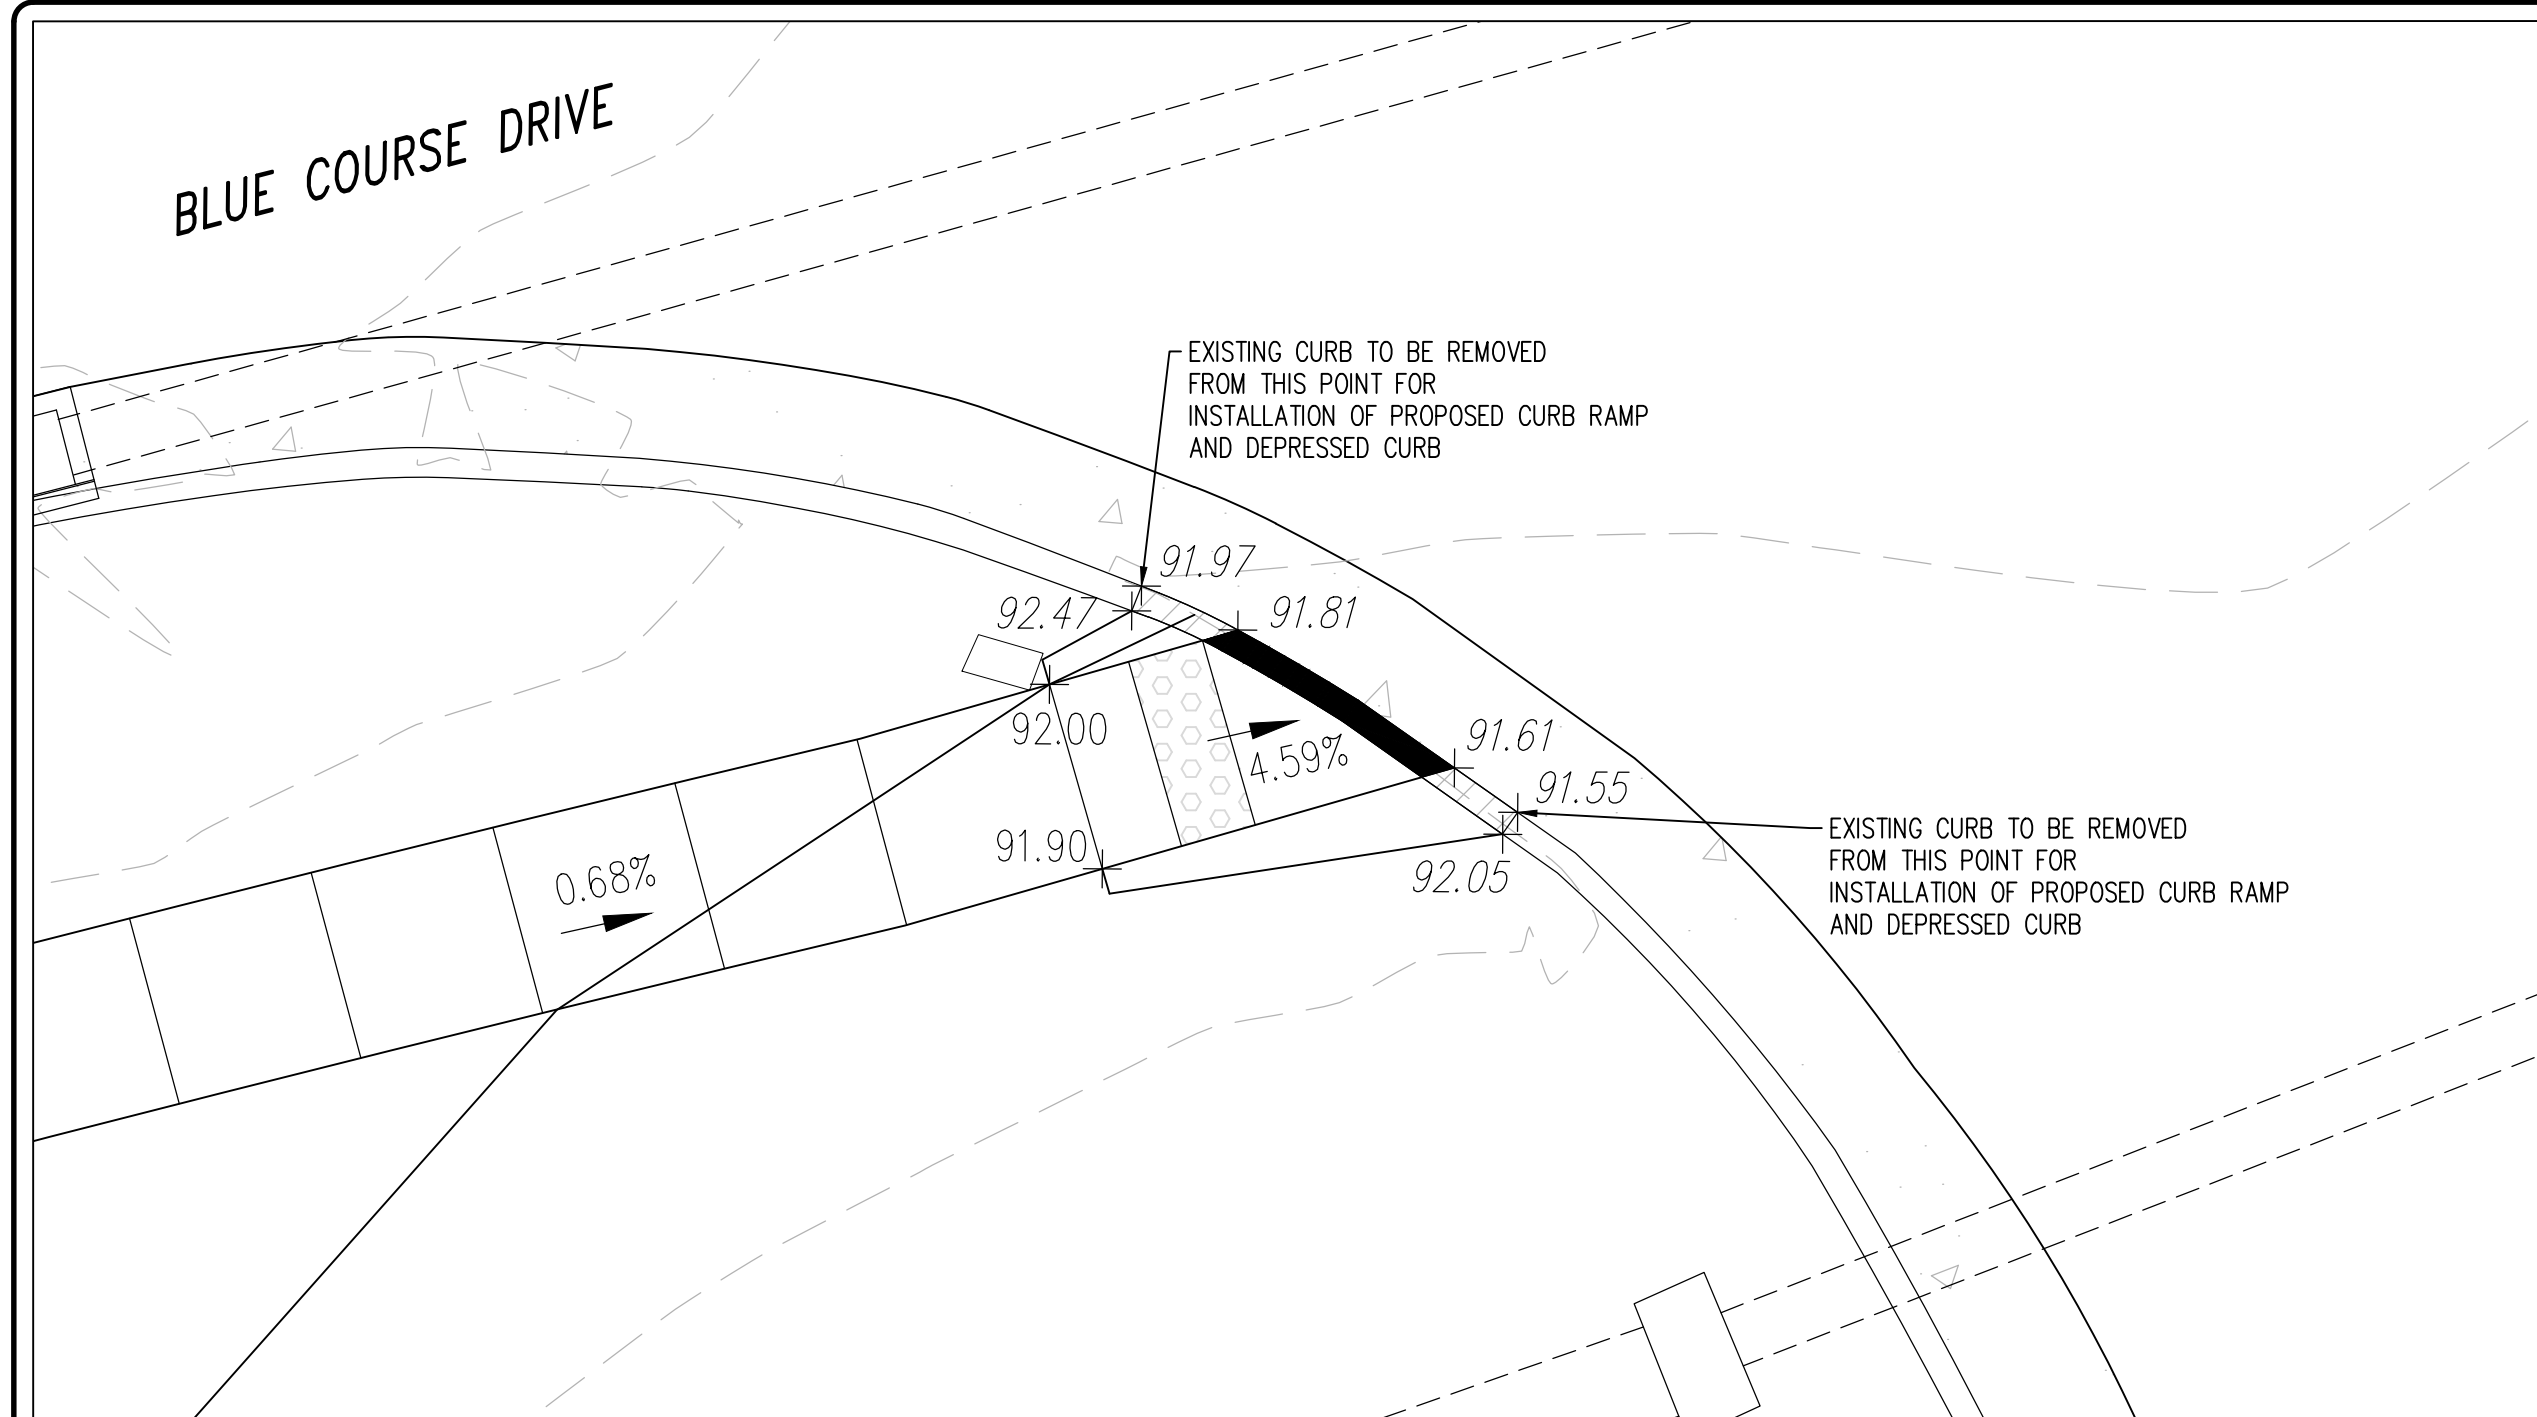 BLUE COURSE DRIVE
EXISTING CURB TO BE REMOVED
FROM THIS POINT FOR
INSTALLATION OF PROPOSED CURB RAMP
AND DEPRESSED CURB
91.97
92.47
91.81
92.00
4.59%
91.61
91.55
91.90
92.05
0.68%
EXISTING CURB TO BE REMOVED
FROM THIS POINT FOR
INSTALLATION OF PROPOSED CURB RAMP
AND DEPRESSED CURB